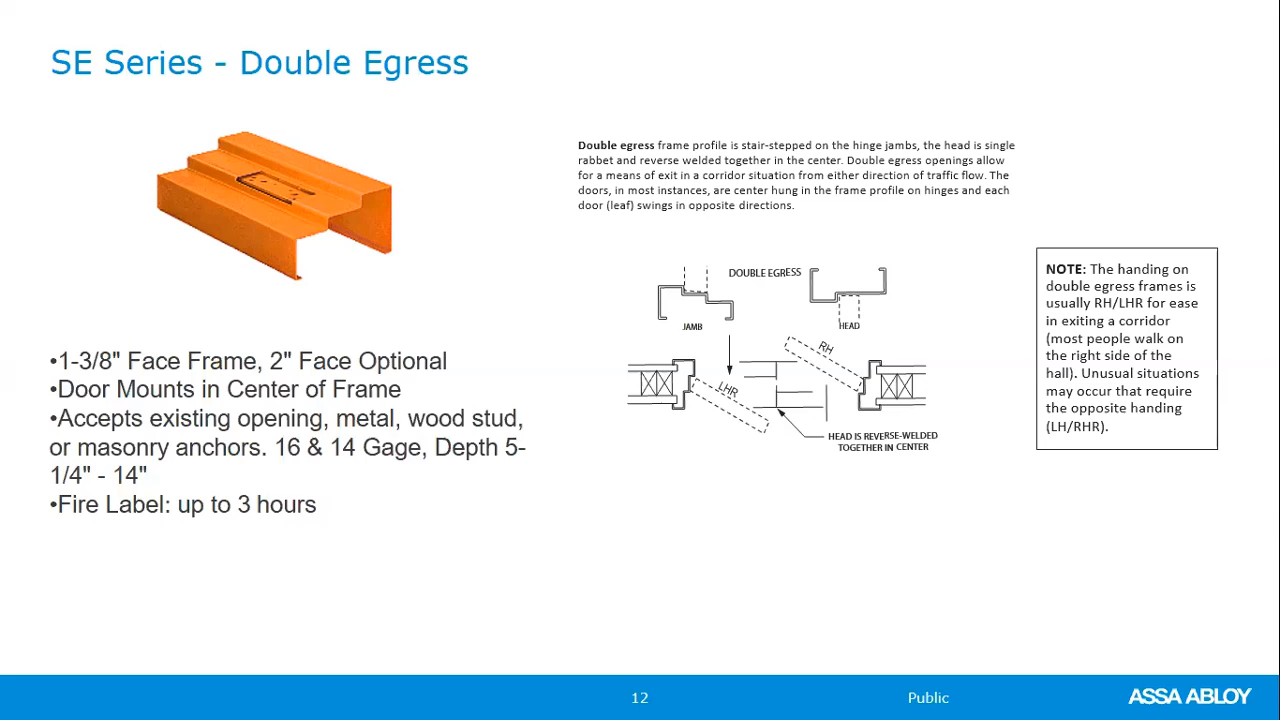 SE Series - Double Egress
Double egress frame profile is stair-stepped on the hinge jambs, the head is single
rabbet and reverse welded together in the center. Double egress openings allow
for a means of exit in a corridor situation from either direction of traffic flow. The
doors, in most instances, are center hung in the frame profile on hinges and each
door (leaf) swings in opposite directions.
DOUBLE EGRESS
JAMB
HEAD
RH
LHR
HEAD IS REVERSE-WELDED
TOGETHER IN CENTER
NOTE: The handing on
double egress frames is
usually RH/LHR for ease
in exiting a corridor
(most people walk on
the right side of the
hall). Unusual situations
may occur that require
the opposite handing
(LH/RHR).
•1-3/8" Face Frame, 2" Face Optional
•Door Mounts in Center of Frame
•Accepts existing opening, metal, wood stud,
or masonry anchors. 16 & 14 Gage, Depth 5-
1/4" - 14"
•Fire Label: up to 3 hours
12
Public
ASSA ABLOY